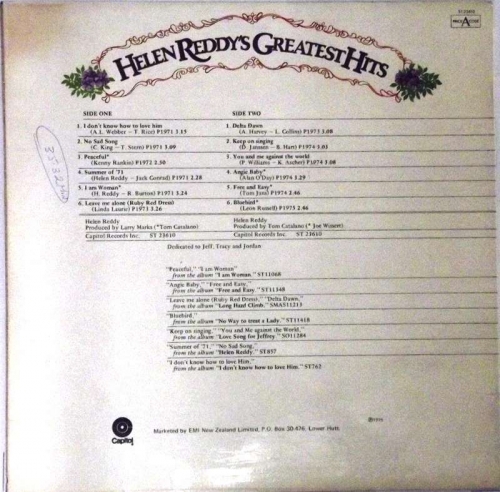 HELEN REDDY'S GREATEST HITS
SIDE ONE
1. I don't know how to love him
(A. L. Webber – T. Rice) P1971 3.15
2. No Sad Song
(C. King – T. Stern) P1971 3.09
3. Peaceful*
(Kenny Rankin) P1972 2.50
4. Summer of '71
(Helen Reddy – Jack Conrad) P1971 2.28
5. I am Woman*
(H. Reddy – R. Burton) P1971 3.24
6. Leave me alone (Ruby Red Dress)
(Linda Laurie) P1973 3.26
Helen Reddy
Produced by Larry Marks (*Tom Catalano)
Capitol Records Inc. ST 23610
SIDE TWO
1. Delta Dawn
(A. Harvey – L. Collins) P1973 3.08
2. Keep on singing
(D. Janssen – B. Hart) P1974 3.03
3. You and me against the world
(P. Williams – K. Ascher) P1974 3.08
4. Angie Baby*
(Alan O'Day) P1974 3.29
5. Free and Easy*
(Tom Jans) P1974 2.46
6. Bluebird*
(Leon Russell) P1975 2.46
Helen Reddy
Produced by Tom Catalano (* Joe Wissert)
Capitol Records Inc. ST 23610
Dedicated to Jeff, Tracy and Jordan
"Peaceful," "I am Woman"
from the album "I am Woman." ST11068
"Angie Baby," "Free and Easy,"
from the album "Free and Easy." ST11348
"Leave me alone (Ruby Red Dress)," "Delta Dawn,"
from the album "Long Hard Climb." SMAS11213
"Bluebird,"
from the album "No Way to treat a Lady." ST11418
"Keep on singing," "You and Me against the World,"
from the album "Love Song for Jeffrey." SO11284
"Summer of '71," "No Sad Song,"
from the album "Helen Reddy." ST857
"I don't know how to love Him,"
from the album "I don't know how to love Him." ST762
Capitol
Marketed by EMI New Zealand Limited, P.O. Box 30-476, Lower Hutt.